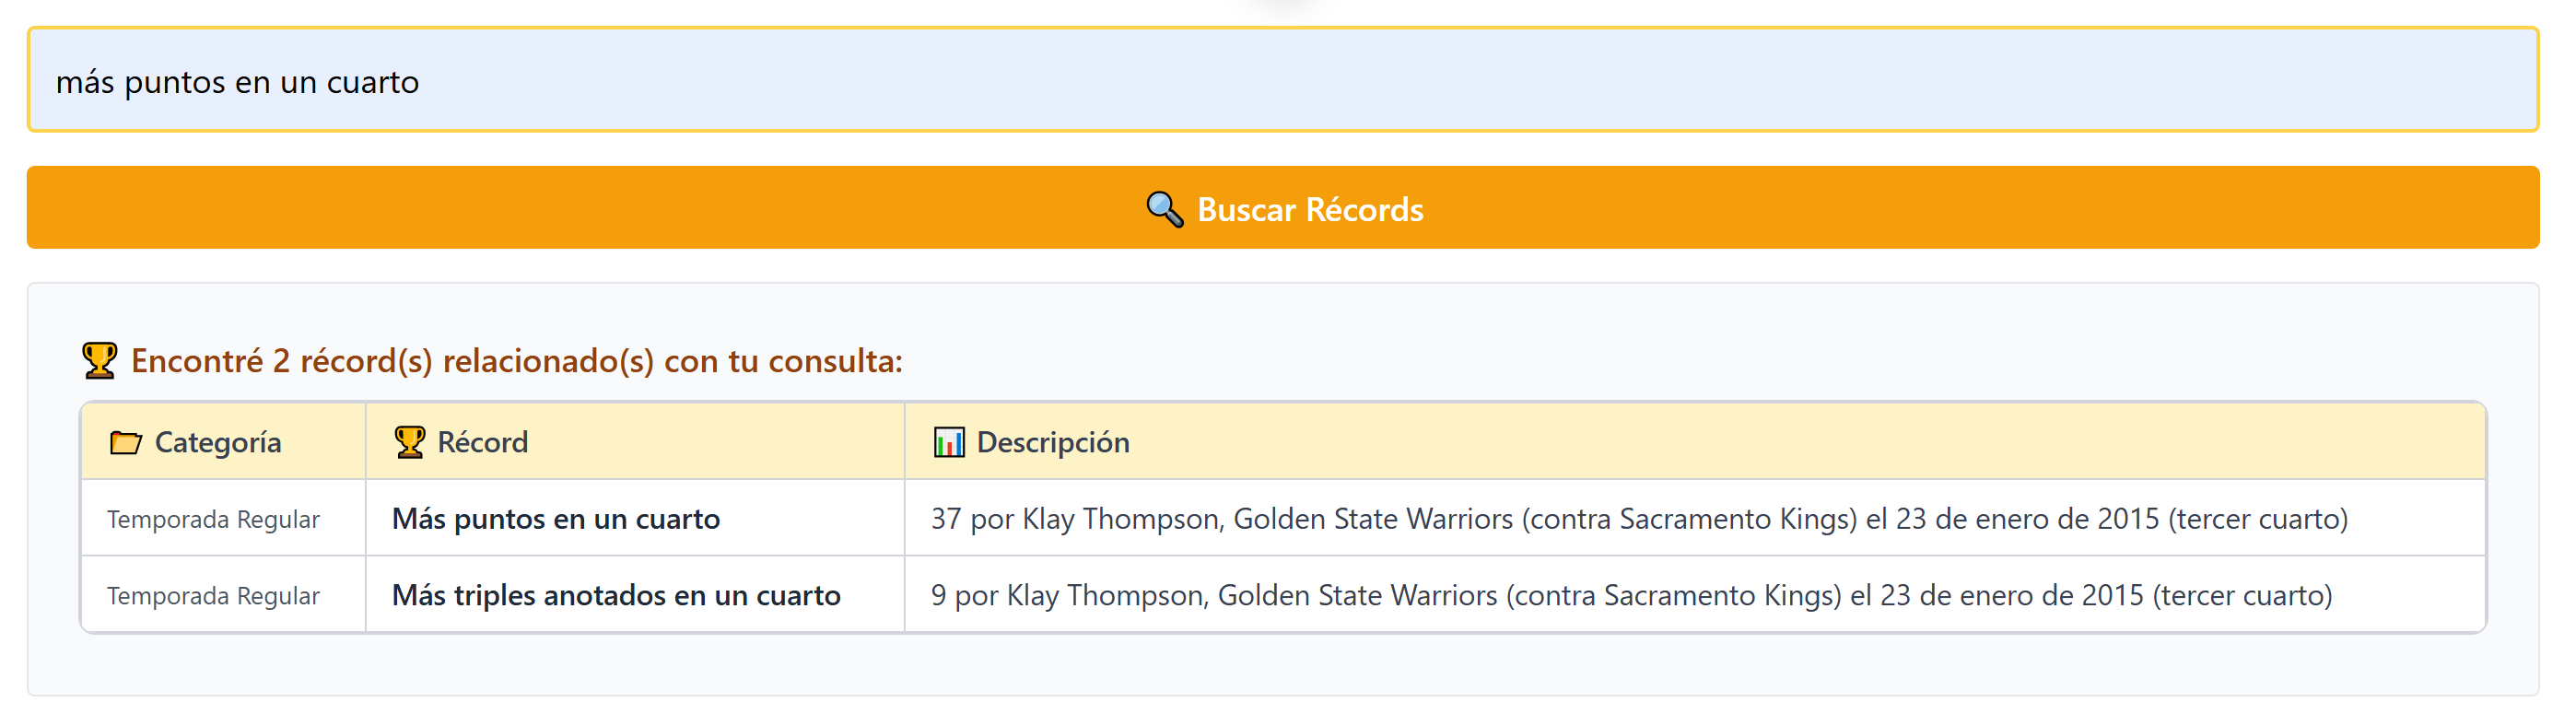 más puntos en un cuarto
🔍 Buscar Récords
🏆 Encontré 2 récord(s) relacionado(s) con tu consulta:
📂 Categoría 🏆 Récord 📊 Descripción
Temporada Regular Más puntos en un cuarto 37 por Klay Thompson, Golden State Warriors (contra Sacramento Kings) el 23 de enero de 2015 (tercer cuarto)
Temporada Regular Más triples anotados en un cuarto 9 por Klay Thompson, Golden State Warriors (contra Sacramento Kings) el 23 de enero de 2015 (tercer cuarto)